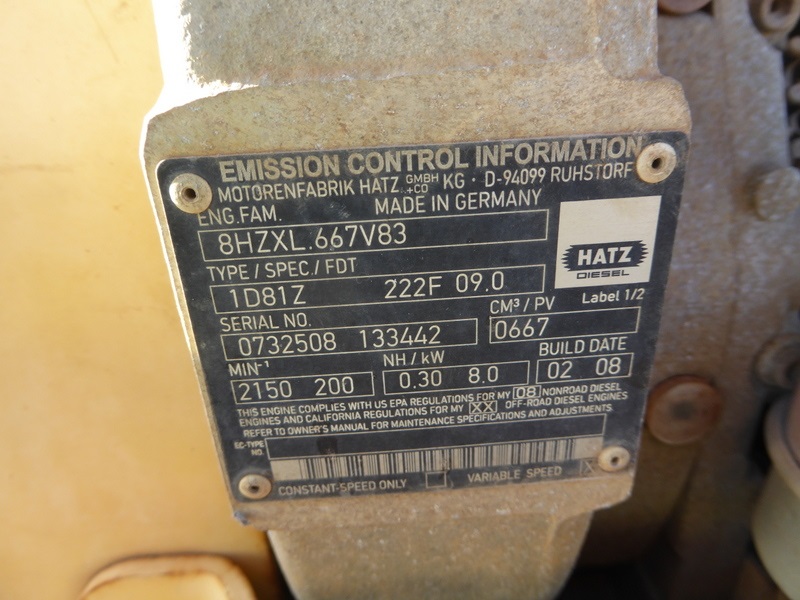 EMISSION CONTROL INFORMATION
MOTORENFABRIK HATZ GMBH +CO KG · D-94099 RUHSTORF
ENG.FAM. MADE IN GERMANY
8HZXL.667V83
HATZ
DIESEL
TYPE / SPEC / FDT
1D81Z 222F 09.0
CM³ / PV Label 1/2
SERIAL NO.
0732508 133442 0667
MIN⁻¹ NH / kW BUILD DATE
2150 200 0.30 8.0 02 08
THIS ENGINE COMPLIES WITH US EPA REGULATIONS FOR MY 08 NONROAD DIESEL
ENGINES AND CALIFORNIA REGULATIONS FOR MY XX OFF-ROAD DIESEL ENGINES
REFER TO OWNER'S MANUAL FOR MAINTENANCE SPECIFICATIONS AND ADJUSTMENTS.
EC-TYPE
NO.
CONSTANT-SPEED ONLY VARIABLE SPEED X